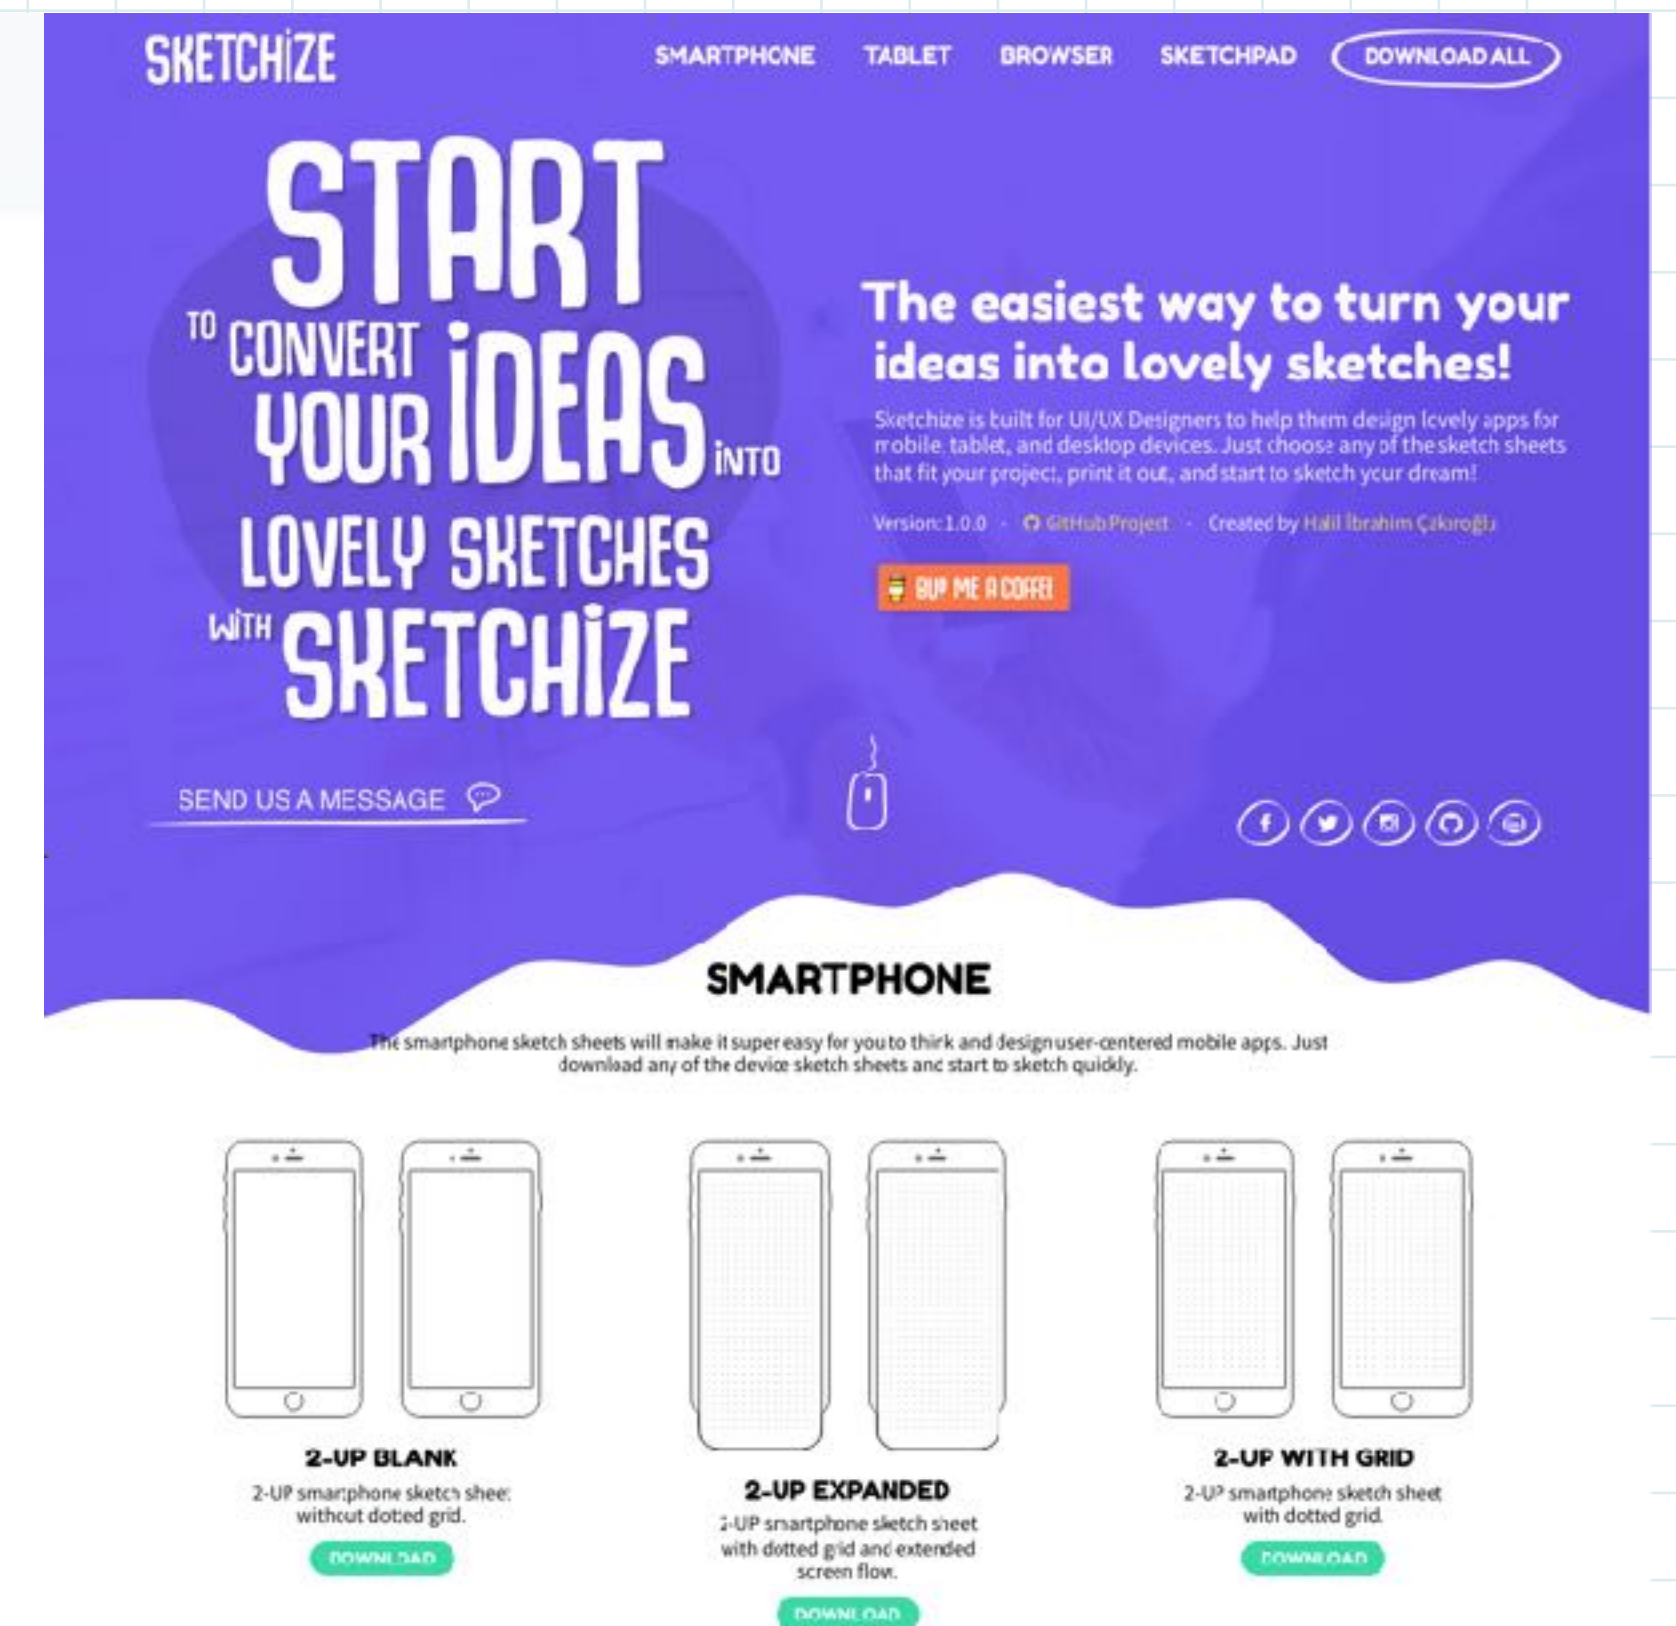 SKETCHiZE
SMARTPHONE TABLET BROWSER SKETCHPAD DOWNLOAD ALL
START
TO CONVERT
YOUR iDEAS iNTO
LOVELY SKETCHES
WiTH SKETCHiZE
The easiest way to turn your
ideas into lovely sketches!
Sketchize is built for UI/UX Designers to help them design lovely apps for
mobile, tablet, and desktop devices. Just choose any of the sketch sheets
that fit your project, print it out, and start to sketch your dream!
Version: 1.0.0 · GitHub Project · Created by Halil İbrahim Çakıroğlu
BUY ME A COFFEE
SEND US A MESSAGE
SMARTPHONE
The smartphone sketch sheets will make it super easy for you to think and design user-centered mobile apps. Just
download any of the device sketch sheets and start to sketch quickly.
2-UP BLANK
2-UP smartphone sketch sheet
without dotted grid.
DOWNLOAD
2-UP EXPANDED
2-UP smartphone sketch sheet
with dotted grid and extended
screen flow.
DOWNLOAD
2-UP WITH GRID
2-UP smartphone sketch sheet
with dotted grid.
DOWNLOAD